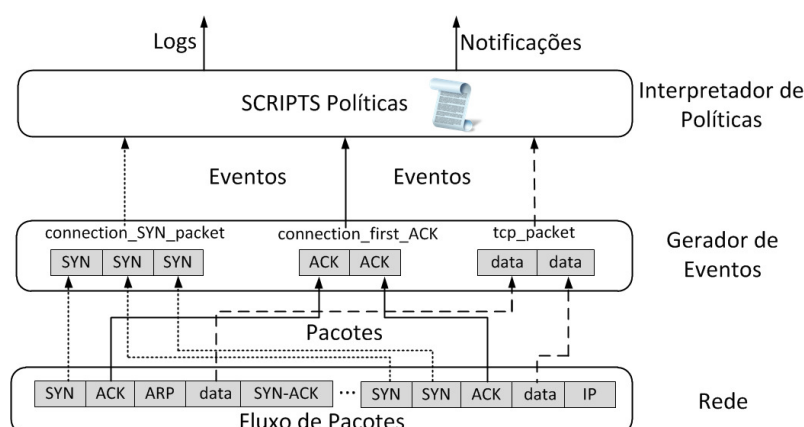 Logs
Notificações
SCRIPTS Políticas
Interpretador de
Políticas
Eventos
Eventos
connection_SYN_packet
connection_first_ACK
tcp_packet
SYN SYN SYN
ACK ACK
data data
Gerador de
Eventos
Pacotes
SYN ACK ARP data SYN-ACK ... SYN SYN ACK data IP
Rede
Fluxo de Pacotes